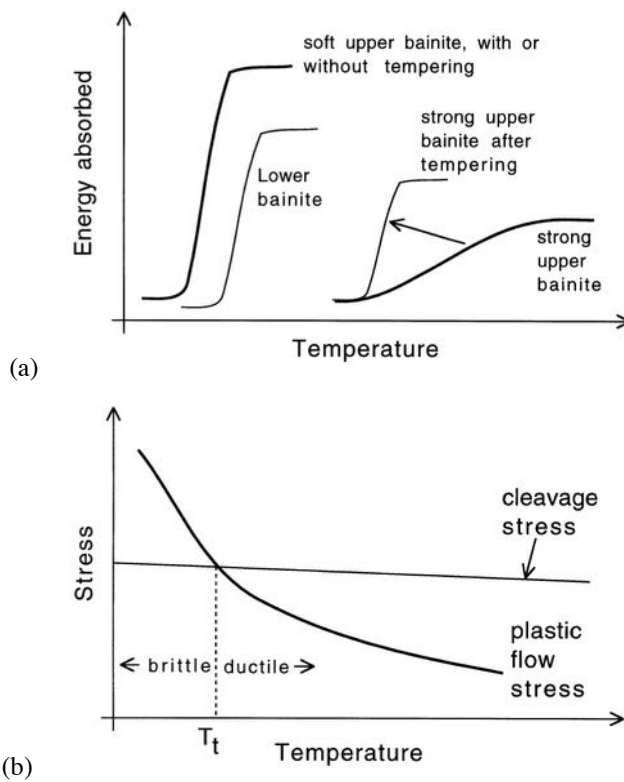 soft upper bainite, with or
without tempering
strong upper
bainite after
tempering
Lower
bainite
strong
upper
bainite
Energy absorbed
Temperature
(a)
cleavage
stress
Stress
plastic
flow
stress
brittle ductile
Tt
Temperature
(b)